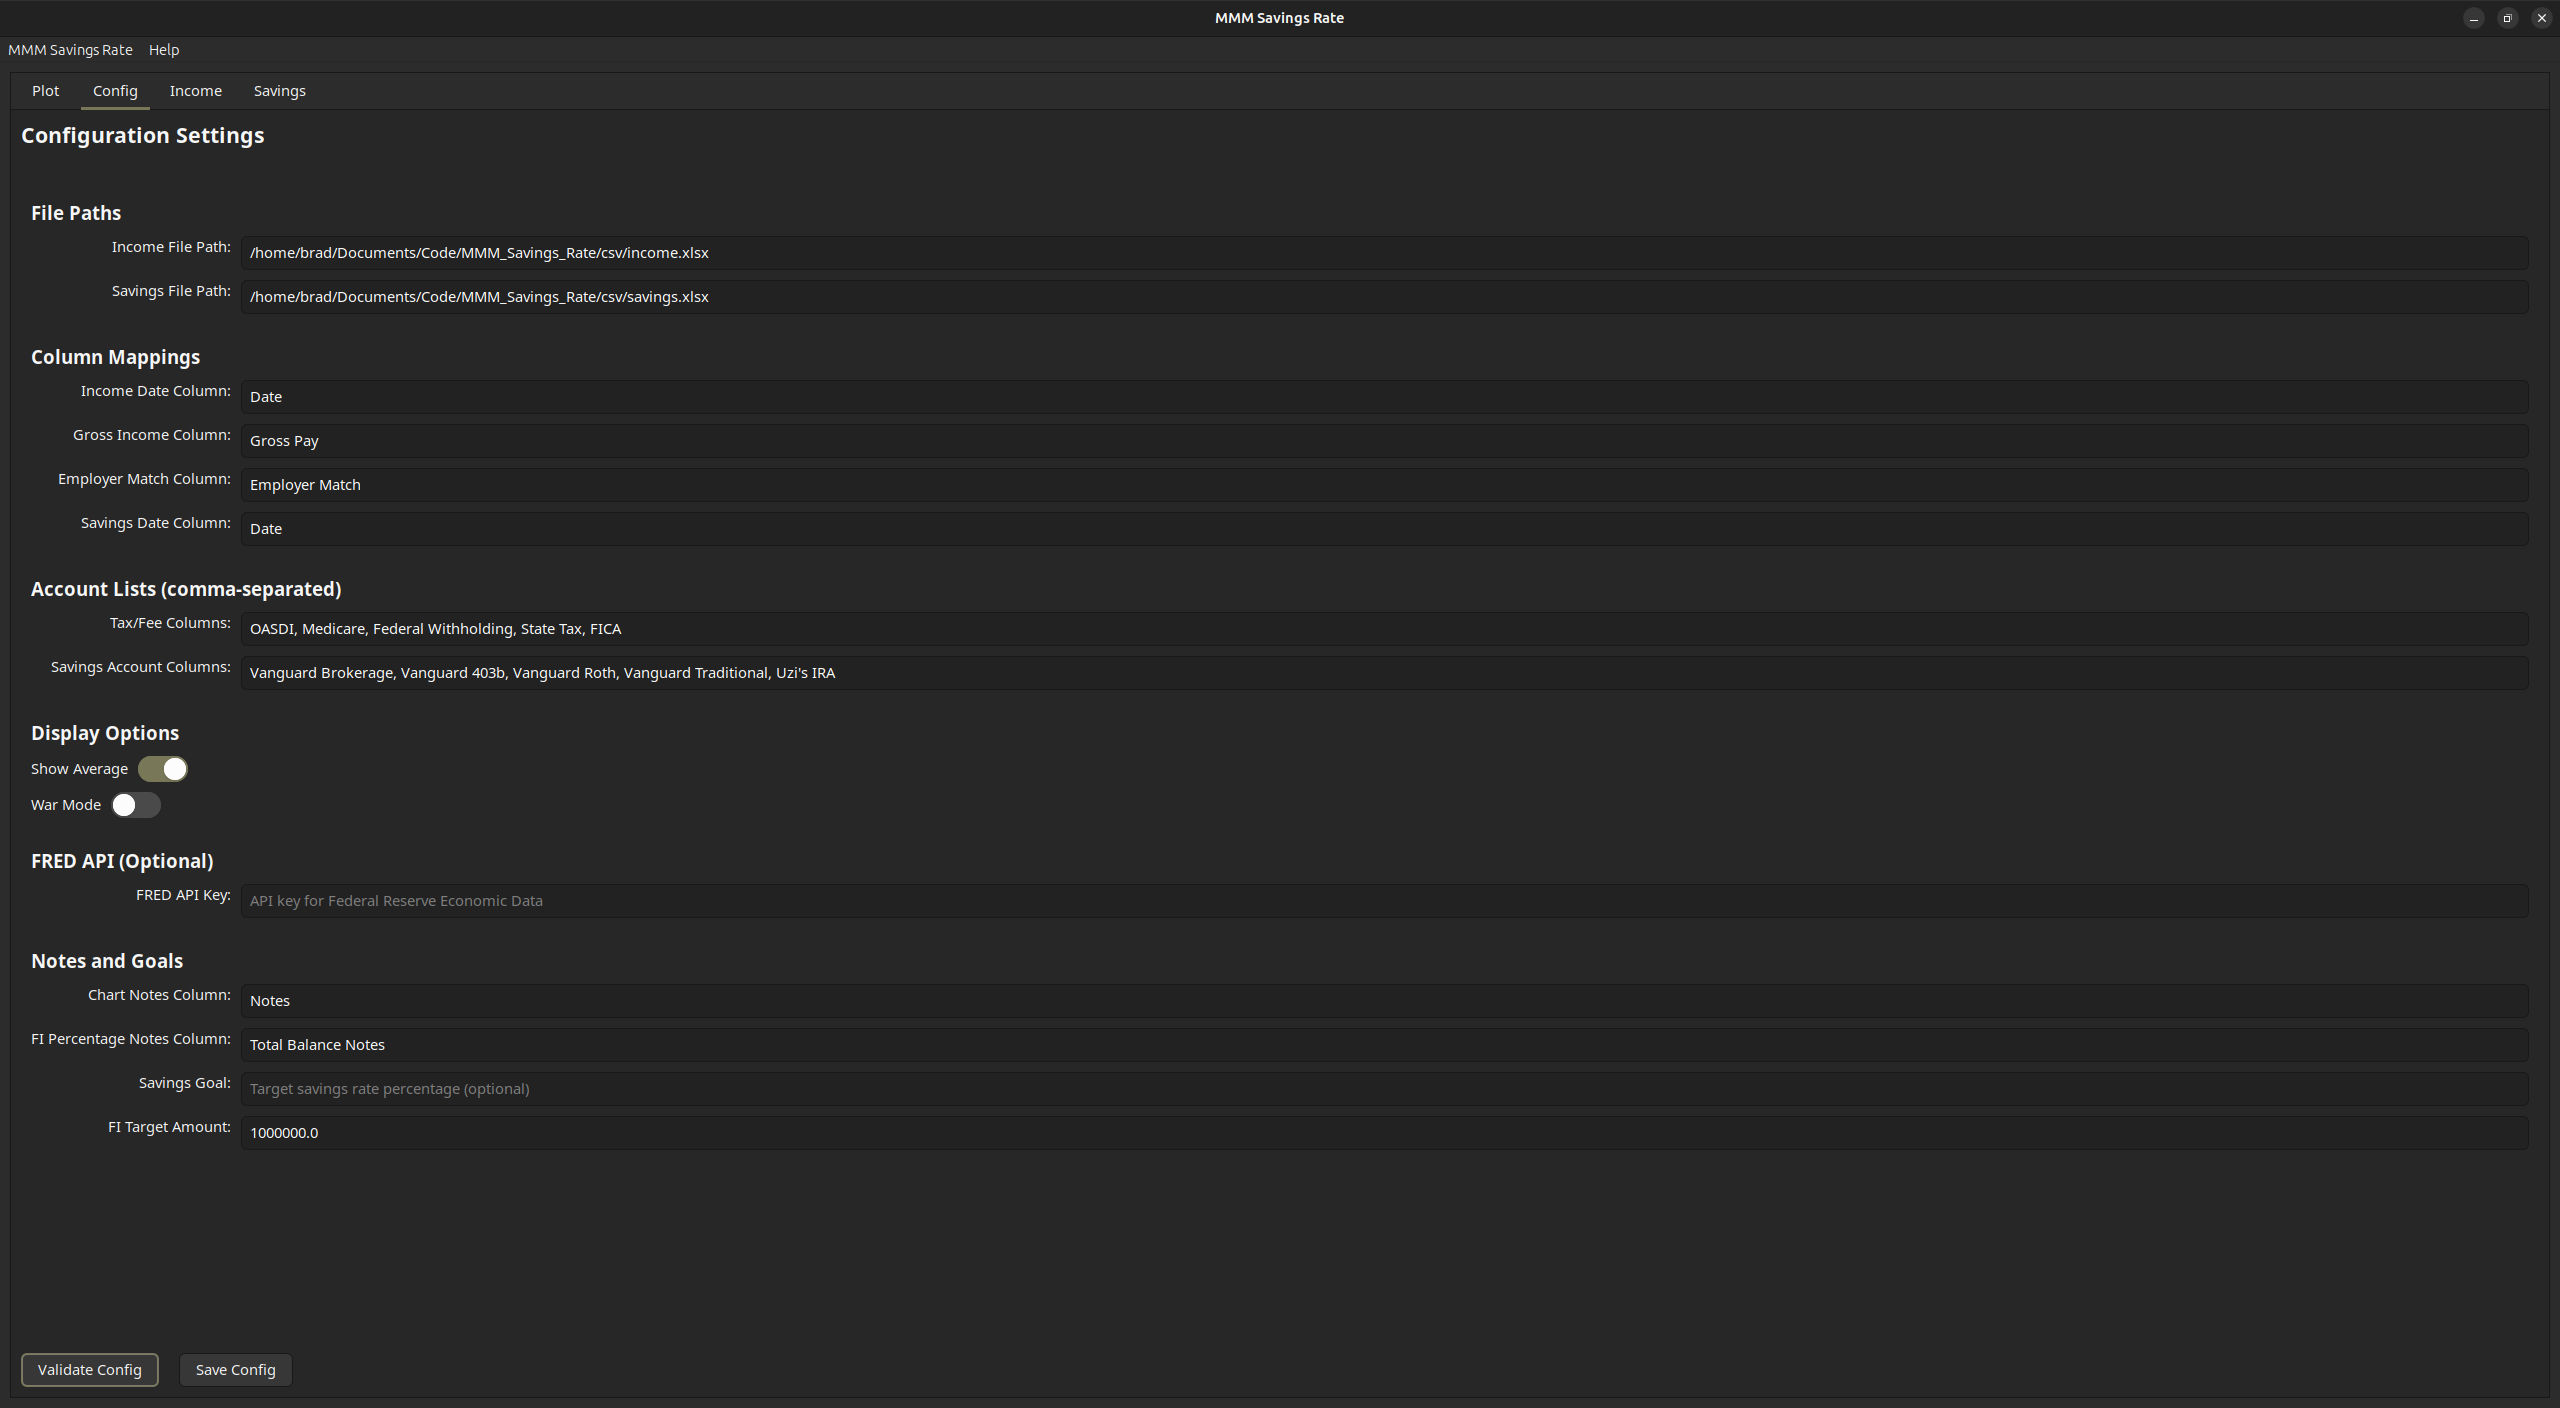 MMM Savings Rate
MMM Savings Rate Help
Plot Config Income Savings
Configuration Settings
File Paths
Income File Path: /home/brad/Documents/Code/MMM_Savings_Rate/csv/income.xlsx
Savings File Path: /home/brad/Documents/Code/MMM_Savings_Rate/csv/savings.xlsx
Column Mappings
Income Date Column: Date
Gross Income Column: Gross Pay
Employer Match Column: Employer Match
Savings Date Column: Date
Account Lists (comma-separated)
Tax/Fee Columns: OASDI, Medicare, Federal Withholding, State Tax, FICA
Savings Account Columns: Vanguard Brokerage, Vanguard 403b, Vanguard Roth, Vanguard Traditional, Uzi's IRA
Display Options
Show Average
War Mode
FRED API (Optional)
FRED API Key: API key for Federal Reserve Economic Data
Notes and Goals
Chart Notes Column: Notes
FI Percentage Notes Column: Total Balance Notes
Savings Goal: Target savings rate percentage (optional)
FI Target Amount: 1000000.0
Validate Config Save Config